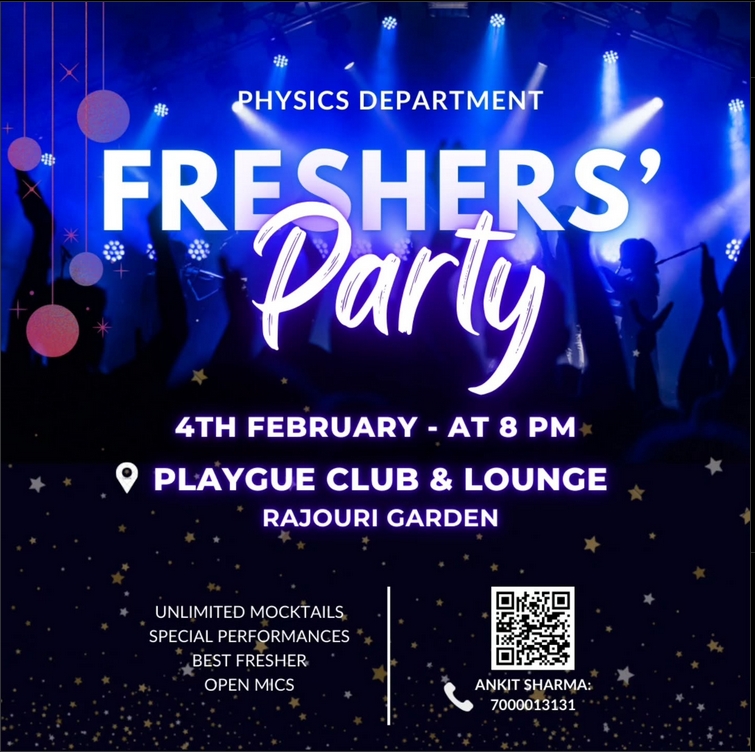 PHYSICS DEPARTMENT
FRESHERS’
Party
4TH FEBRUARY - AT 8 PM
PLAYGUE CLUB & LOUNGE
RAJOURI GARDEN
UNLIMITED MOCKTAILS
SPECIAL PERFORMANCES
BEST FRESHER
OPEN MICS
ANKIT SHARMA:
7000013131